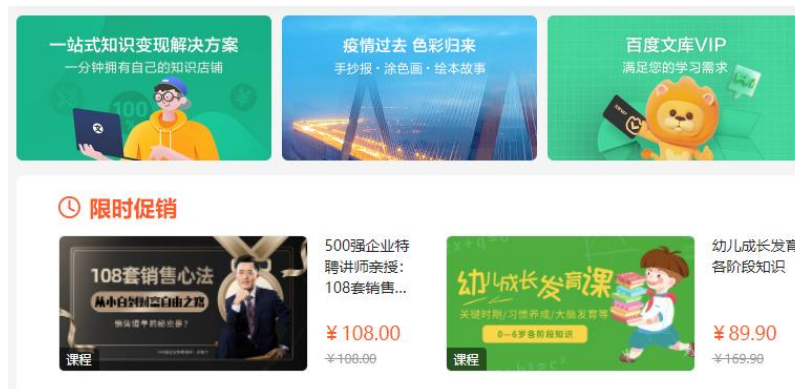 一站式知识变现解决方案
一分钟拥有自己的知识店铺
100
疫情过去 色彩归来
手抄报·涂色画·绘本故事
百度文库VIP
满足您的学习需求
限时促销
108套销售心法
从小白到财富自由之路
课程
500强企业特
聘讲师亲授：
108套销售...
¥108.00
¥108.00
幼儿成长发育课
关键时期/习惯养成/大脑发育等
0-6岁各阶段知识
课程
幼儿成长发育
各阶段知识
¥89.90
¥169.90